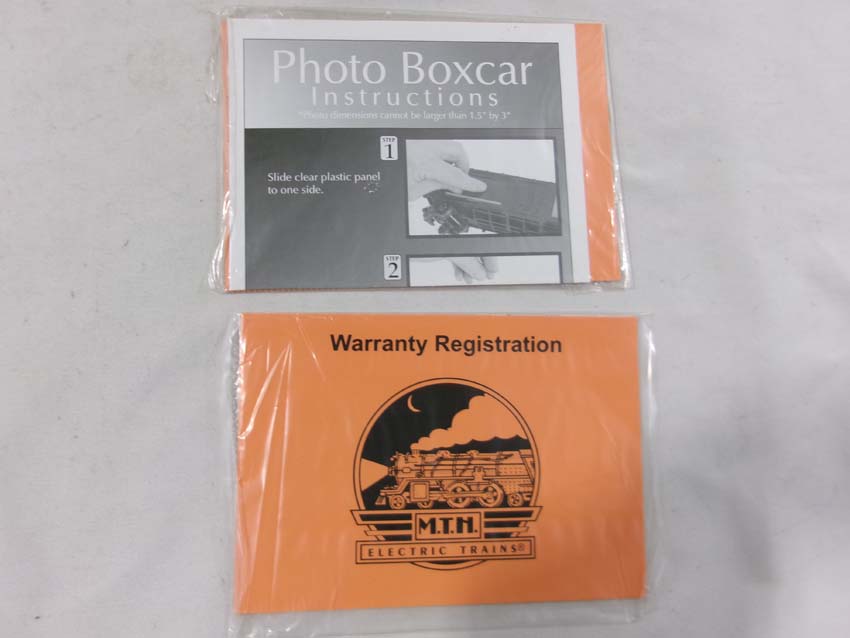 Photo Boxcar
Instructions
"Photo dimensions cannot be larger than 1.5" by 3"
STEP
1
Slide clear plastic panel
to one side.
STEP
2
Warranty Registration
M.T.H.
ELECTRIC TRAINS®